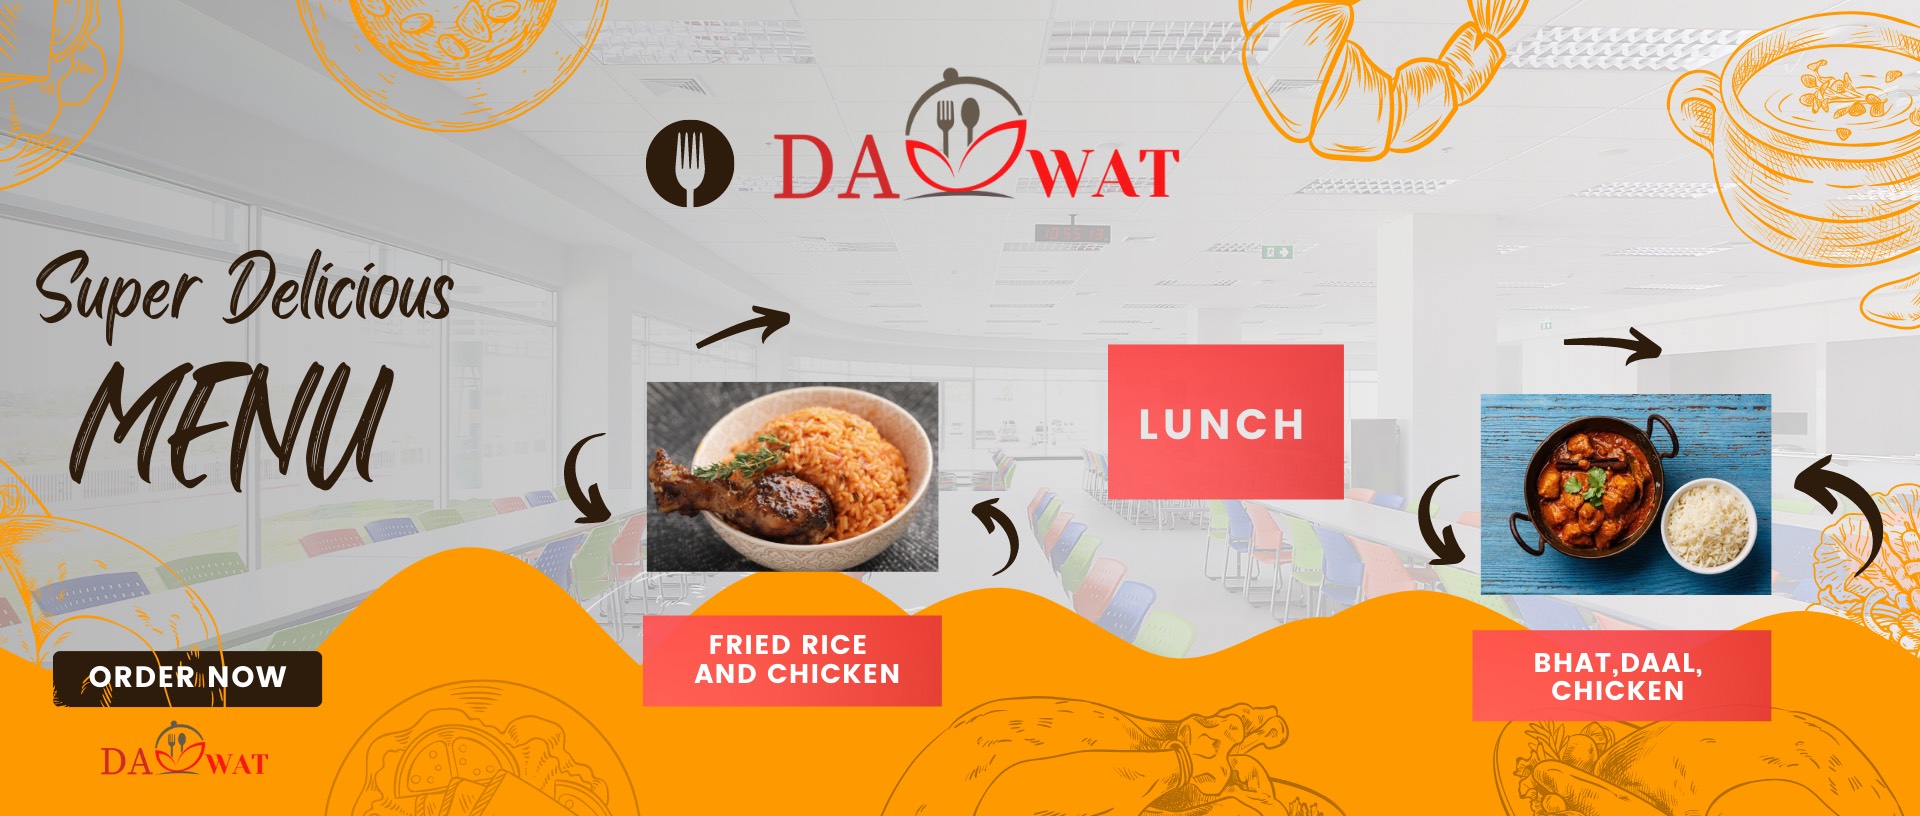 DAWAT
Super Delicious
MENU
LUNCH
FRIED RICE
AND CHICKEN
BHAT,DAAL,
CHICKEN
ORDER NOW
DAWAT